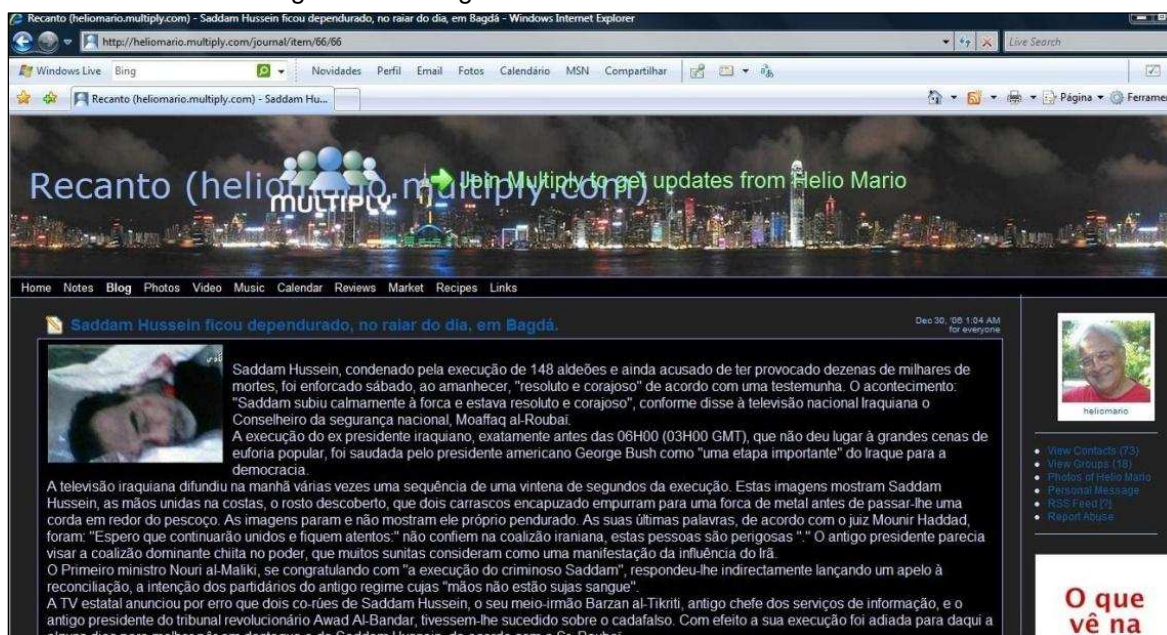 Recanto (heliomario.multiply.com) - Saddam Hussein ficou dependurado, no raiar do dia, em Bagdá - Windows Internet Explorer
http://heliomario.multiply.com/journal/item/66/66
Live Search
Windows Live Bing Novidades Perfil Email Fotos Calendário MSN Compartilhar
Recanto (heliomario.multiply.com) - Saddam Hu...
Página Ferrame
Recanto (heliomario.multiply.com)
MULTIPLY
Join Multiply to get updates from Helio Mario
Home Notes Blog Photos Video Music Calendar Reviews Market Recipes Links
Saddam Hussein ficou dependurado, no raiar do dia, em Bagdá.
Dec 30, '06 1:04 AM
for everyone
Saddam Hussein, condenado pela execução de 148 aldeões e ainda acusado de ter provocado dezenas de milhares de
mortes, foi enforcado sábado, ao amanhecer, "resoluto e corajoso" de acordo com uma testemunha. O acontecimento:
"Saddam subiu calmamente à forca e estava resoluto e corajoso", conforme disse à televisão nacional Iraquiana o
Conselheiro da segurança nacional, Moaffaq al-Roubai.
A execução do ex presidente iraquiano, exatamente antes das 06H00 (03H00 GMT), que não deu lugar à grandes cenas de
euforia popular, foi saudada pelo presidente americano George Bush como "uma etapa importante" do Iraque para a
democracia.
A televisão iraquiana difundiu na manhã várias vezes uma sequência de uma vintena de segundos da execução. Estas imagens mostram Saddam
Hussein, as mãos unidas na costas, o rosto descoberto, que dois carrascos encapuzado empurram para uma forca de metal antes de passar-lhe uma
corda em redor do pescoço. As imagens param e não mostram ele próprio pendurado. As suas últimas palavras, de acordo com o juiz Mounir Haddad,
foram: "Espero que continuarão unidos e fiquem atentos:" não confiem na coalizão iraniana, estas pessoas são perigosas "." O antigo presidente parecia
visar a coalizão dominante chiita no poder, que muitos sunitas consideram como uma manifestação da influência do Irã.
O Primeiro ministro Nouri al-Maliki, se congratulando com "a execução do criminoso Saddam", respondeu-lhe indirectamente lançando um apelo à
reconciliação, a intenção dos partidários do antigo regime cujas "mãos não estão sujas sangue".
A TV estatal anunciou por erro que dois co-rúes de Saddam Hussein, o seu meio-irmão Barzan al-Tikriti, antigo chefe dos serviços de informação, e o
antigo presidente do tribunal revolucionário Awad Al-Bandar, tivessem-lhe sucedido sobre o cadafalso. Com efeito a sua execução foi adiada para daqui a
heliomario
View Contacts (73)
View Groups (18)
Photos of Helio Mario
Personal Message
RSS Feed [?]
Report Abuse
O que
vê na